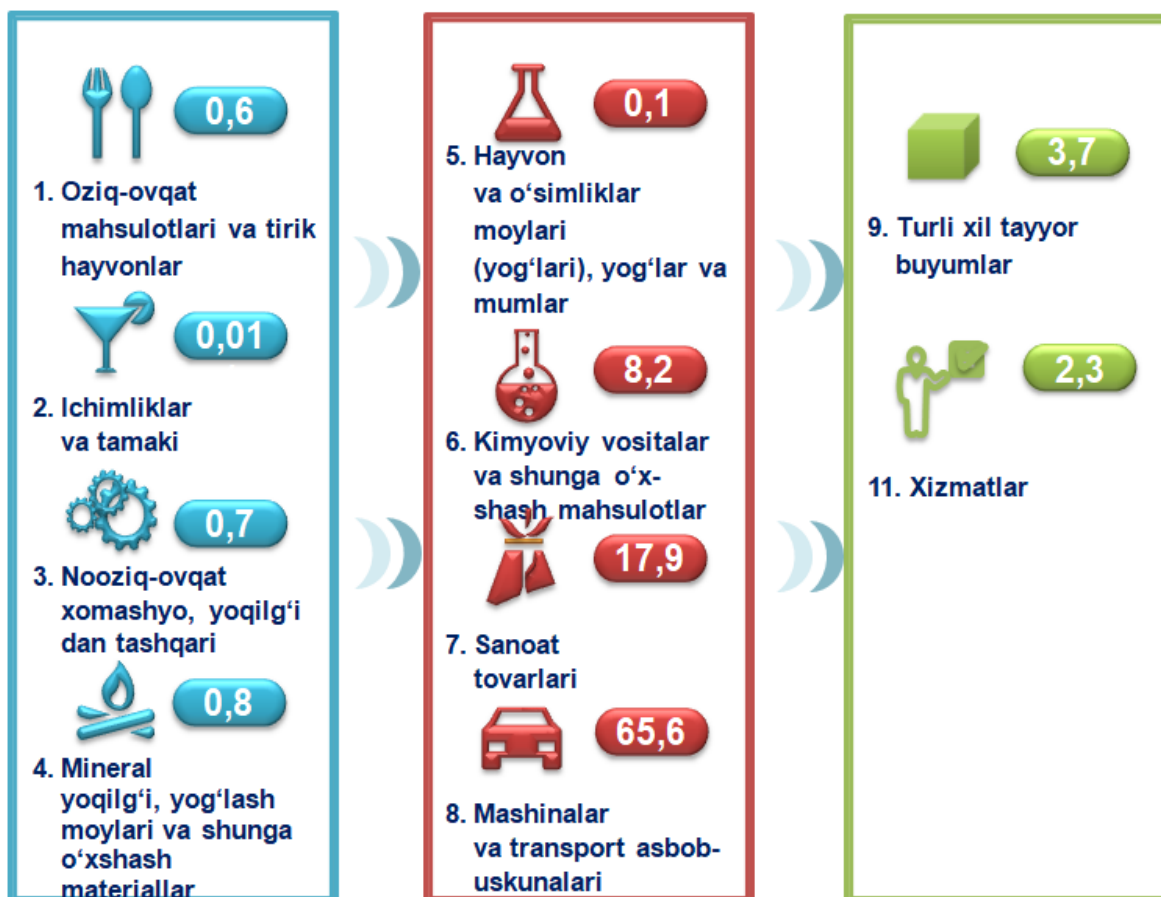 0,6
1. Oziq-ovqat
mahsulotlari va tirik
hayvonlar
0,01
2. Ichimliklar
va tamaki
0,7
3. Nooziq-ovqat
xomashyo, yoqilg‘i
dan tashqari
0,8
4. Mineral
yoqilg‘i, yog‘lash
moylari va shunga
o‘xshash
materiallar
0,1
5. Hayvon
va o‘simliklar
moylari
(yog‘lari), yog‘lar va
mumlar
8,2
6. Kimyoviy vositalar
va shunga o‘x-
shash mahsulotlar
17,9
7. Sanoat
tovarlari
65,6
8. Mashinalar
va transport asbob-
uskunalari
3,7
9. Turli xil tayyor
buyumlar
2,3
11. Xizmatlar